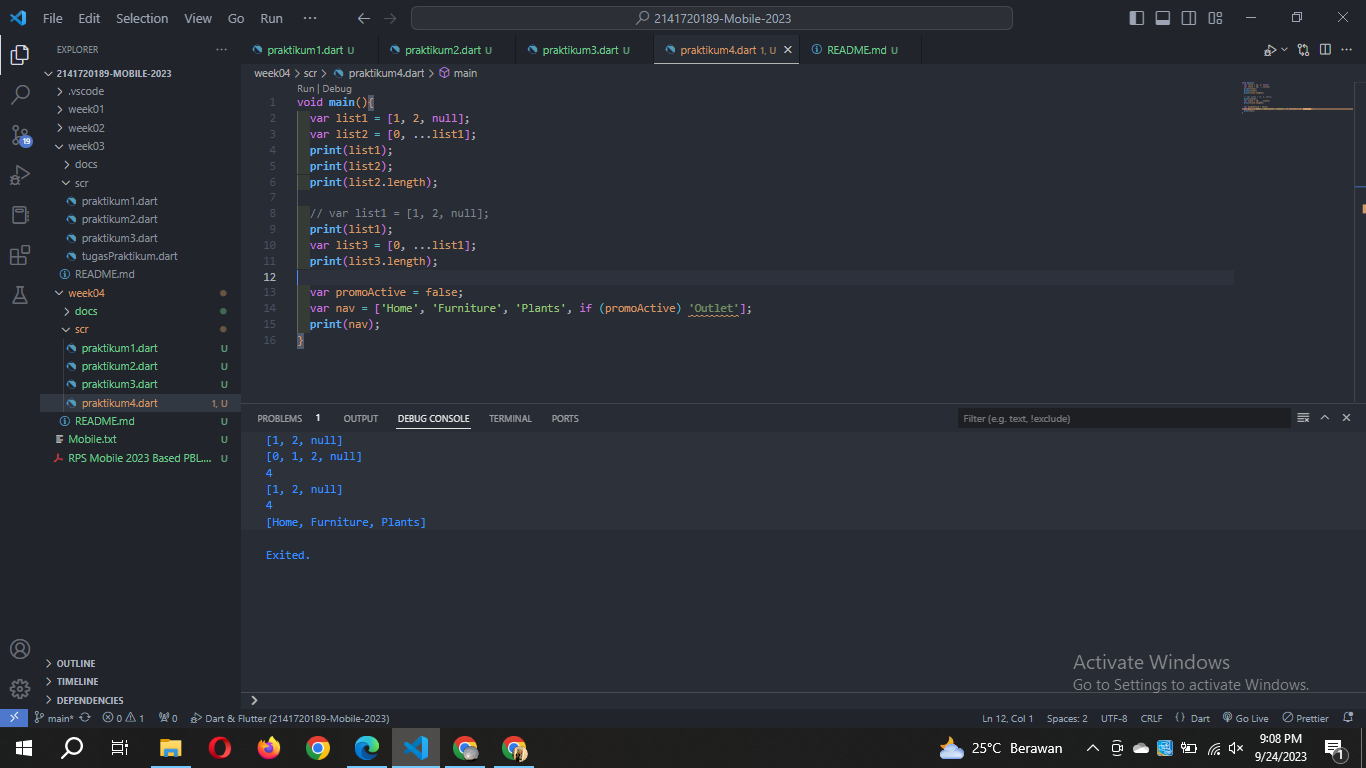 File Edit Selection View Go Run ··· 2141720189-Mobile-2023
EXPLORER ···
2141720189-MOBILE-2023
.vscode
week01
week02
week03
docs
scr
praktikum1.dart
praktikum2.dart
praktikum3.dart
tugasPraktikum.dart
README.md
week04
docs
scr
praktikum1.dart U
praktikum2.dart U
praktikum3.dart U
praktikum4.dart 1, U
README.md U
Mobile.txt U
RPS Mobile 2023 Based PBL.... U
OUTLINE
TIMELINE
DEPENDENCIES
19
praktikum1.dart U praktikum2.dart U praktikum3.dart U praktikum4.dart 1, U README.md U
week04 > scr > praktikum4.dart > main
Run | Debug
1 void main(){
2 var list1 = [1, 2, null];
3 var list2 = [0, ...list1];
4 print(list1);
5 print(list2);
6 print(list2.length);
7
8 // var list1 = [1, 2, null];
9 print(list1);
10 var list3 = [0, ...list1];
11 print(list3.length);
12
13 var promoActive = false;
14 var nav = ['Home', 'Furniture', 'Plants', if (promoActive) 'Outlet'];
15 print(nav);
16 }
PROBLEMS 1 OUTPUT DEBUG CONSOLE TERMINAL PORTS Filter (e.g. text, !exclude)
[1, 2, null]
[0, 1, 2, null]
4
[1, 2, null]
4
[Home, Furniture, Plants]
Exited.
Activate Windows
Go to Settings to activate Windows.
main* 0 1 0 Dart & Flutter (2141720189-Mobile-2023) Ln 12, Col 1 Spaces: 2 UTF-8 CRLF {} Dart Go Live Prettier
25°C Berawan 9:08 PM
9/24/2023
1